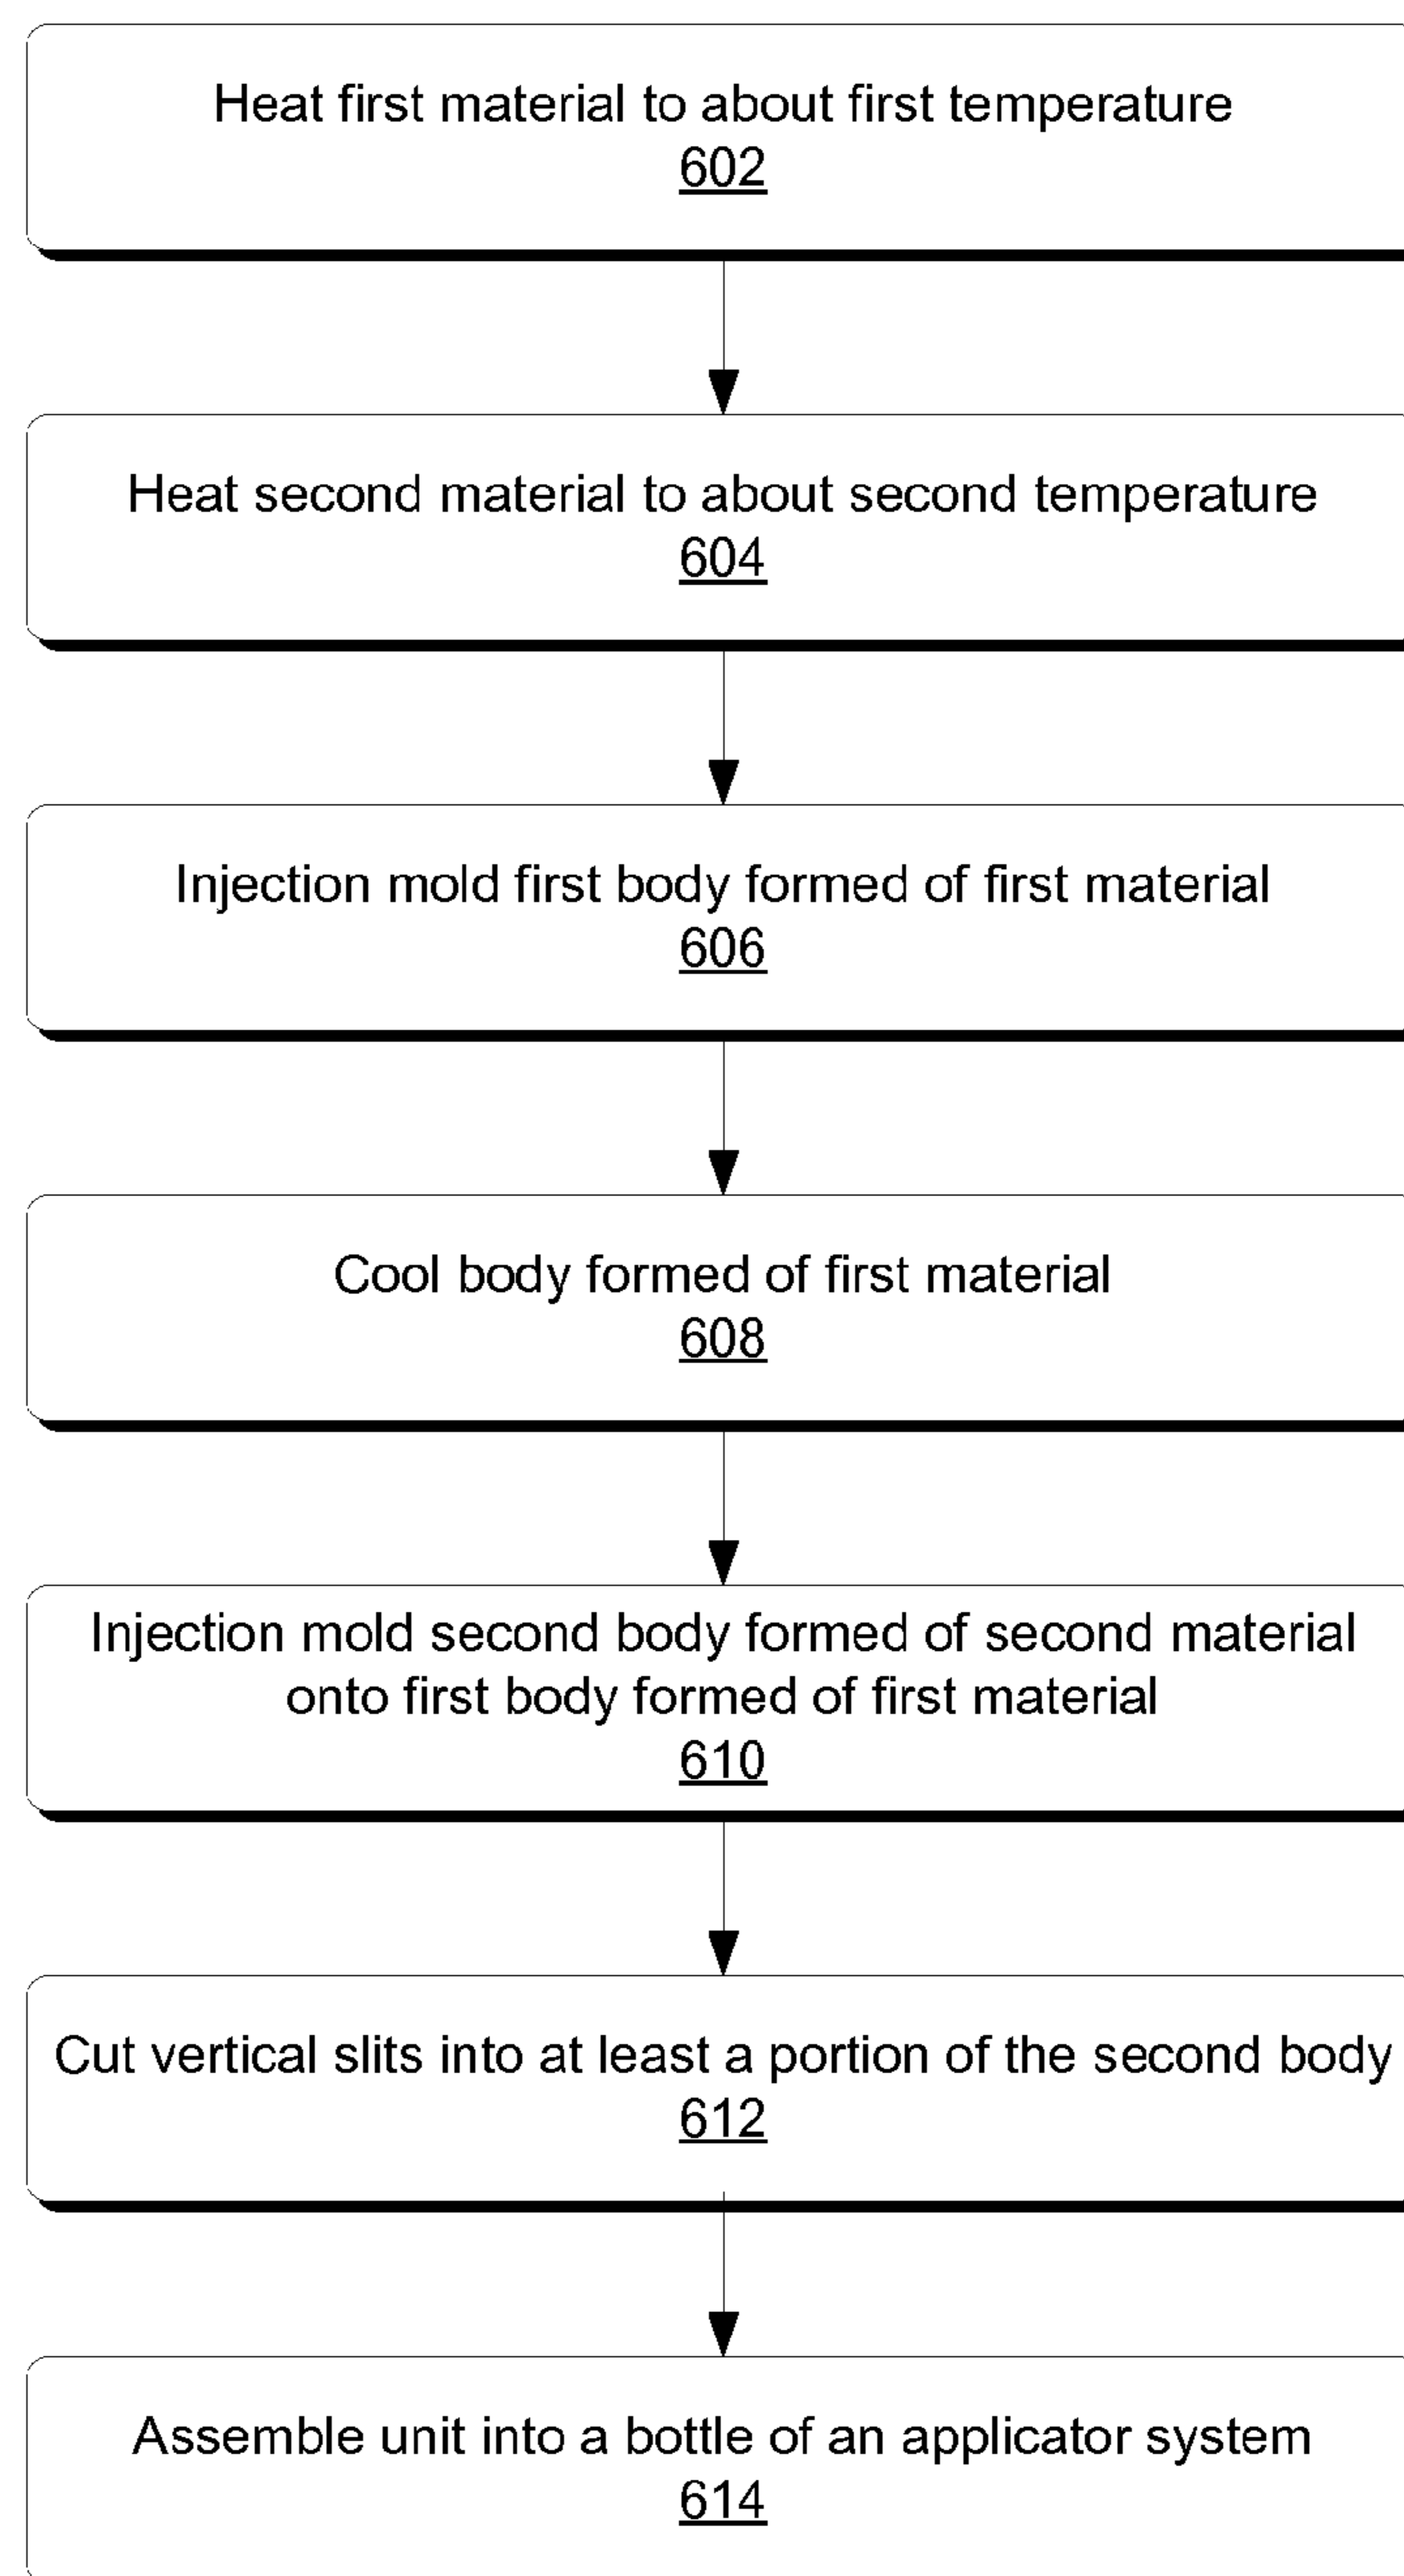 Heat first material to about first temperature
602
Heat second material to about second temperature
604
Injection mold first body formed of first material
606
Cool body formed of first material
608
Injection mold second body formed of second material
onto first body formed of first material
610
Cut vertical slits into at least a portion of the second body
612
Assemble unit into a bottle of an applicator system
614